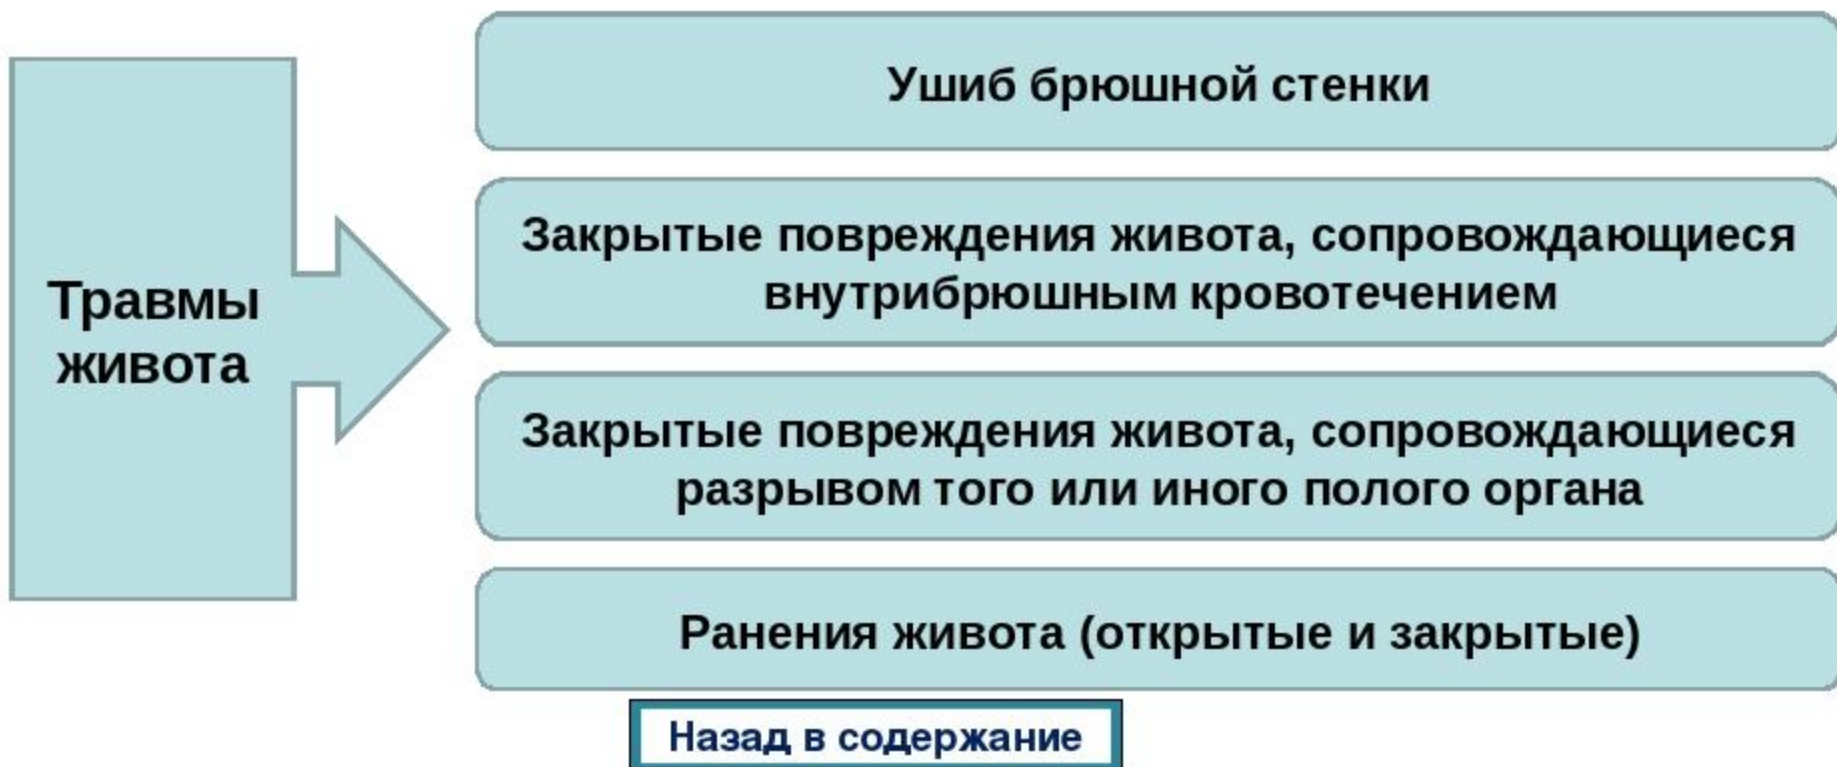 Травмы
живота
Ушиб брюшной стенки
Закрытые повреждения живота, сопровождающиеся
внутрибрюшным кровотечением
Закрытые повреждения живота, сопровождающиеся
разрывом того или иного полого органа
Ранения живота (открытые и закрытые)
Назад в содержание